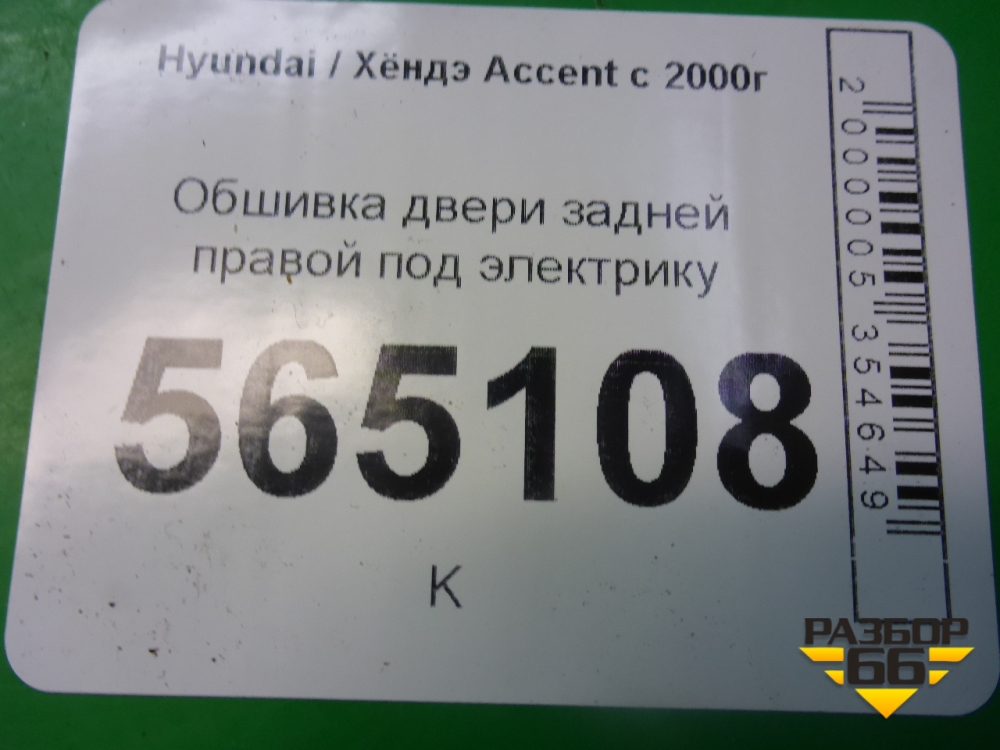 Hyundai / Хёндэ Accent с 2000г
Обшивка двери задней
правой под электрику
565108
К
2000005354649
РАЗБОР
66